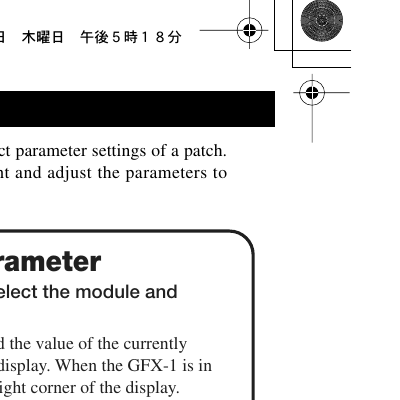 日 木曜日 午後５時１８分
ct parameter settings of a patch.
nt and adjust the parameters to
rameter
elect the module and
d the value of the currently
display. When the GFX-1 is in
ight corner of the display.